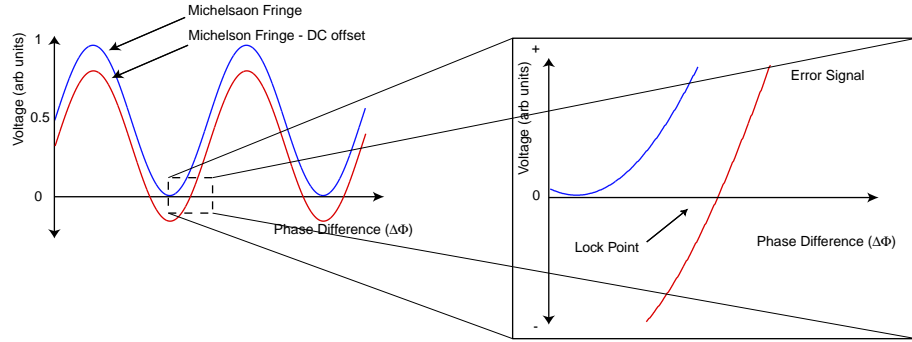 Michelsaon Fringe
Michelson Fringe - DC offset
Voltage (arb units)
1
0.5
0
Phase Difference (ΔΦ)
+
Voltage (arb units)
Error Signal
0
Lock Point
Phase Difference (ΔΦ)
-